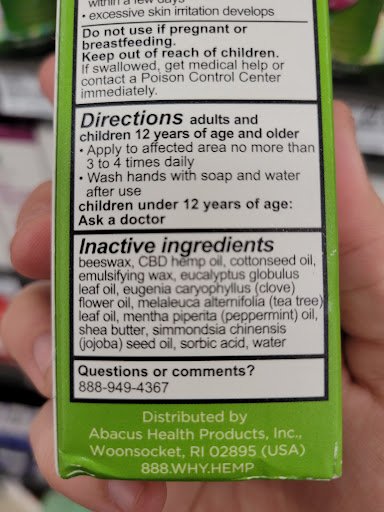 within a few days
• excessive skin irritation develops
Do not use if pregnant or
breastfeeding.
Keep out of reach of children.
If swallowed, get medical help or
contact a Poison Control Center
immediately.
Directions adults and
children 12 years of age and older
• Apply to affected area no more than
3 to 4 times daily
• Wash hands with soap and water
after use
children under 12 years of age:
Ask a doctor
Inactive ingredients
beeswax, CBD hemp oil, cottonseed oil,
emulsifying wax, eucalyptus globulus
leaf oil, eugenia caryophyllus (clove)
flower oil, melaleuca alternifolia (tea tree)
leaf oil, mentha piperita (peppermint) oil,
shea butter, simmondsia chinensis
(jojoba) seed oil, sorbic acid, water
Questions or comments?
888-949-4367
Distributed by
Abacus Health Products, Inc.,
Woonsocket, RI 02895 (USA)
888.WHY.HEMP